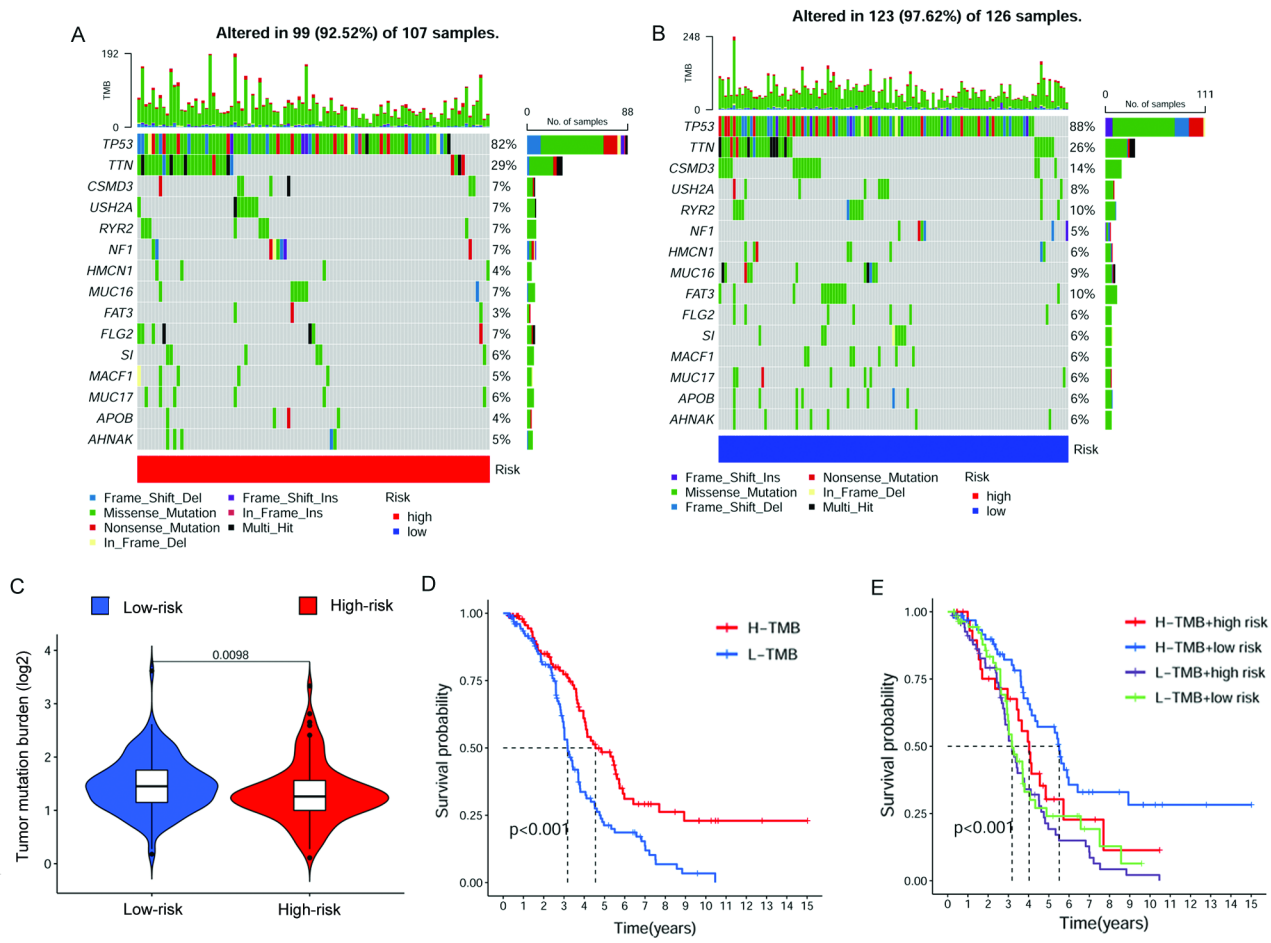 A
Altered in 99 (92.52%) of 107 samples.
192
TMB
0
0 88
No. of samples
TP53 82%
TTN 29%
CSMD3 7%
USH2A 7%
RYR2 7%
NF1 7%
HMCN1 4%
MUC16 7%
FAT3 3%
FLG2 7%
SI 6%
MACF1 5%
MUC17 6%
APOB 4%
AHNAK 5%
Risk
Frame_Shift_Del
Missense_Mutation
Nonsense_Mutation
In_Frame_Del
Frame_Shift_Ins
In_Frame_Ins
Multi_Hit
Risk
high
low
B
Altered in 123 (97.62%) of 126 samples.
248
TMB
0
0 111
No. of samples
TP53 88%
TTN 26%
CSMD3 14%
USH2A 8%
RYR2 10%
NF1 5%
HMCN1 6%
MUC16 9%
FAT3 10%
FLG2 6%
SI 6%
MACF1 6%
MUC17 6%
APOB 6%
AHNAK 6%
Risk
Frame_Shift_Ins
Missense_Mutation
Frame_Shift_Del
Nonsense_Mutation
In_Frame_Del
Multi_Hit
Risk
high
low
C
Low-risk High-risk
Tumor mutation burden (log2)
4
3
2
1
0
0.0098
Low-risk High-risk
D
H-TMB
L-TMB
Survival probability
1.00
0.75
0.50
0.25
0.00
p<0.001
0 1 2 3 4 5 6 7 8 9 10 11 12 13 14 15
Time(years)
E
H-TMB+high risk
H-TMB+low risk
L-TMB+high risk
L-TMB+low risk
Survival probability
1.00
0.75
0.50
0.25
0.00
p<0.001
0 1 2 3 4 5 6 7 8 9 10 11 12 13 14 15
Time(years)